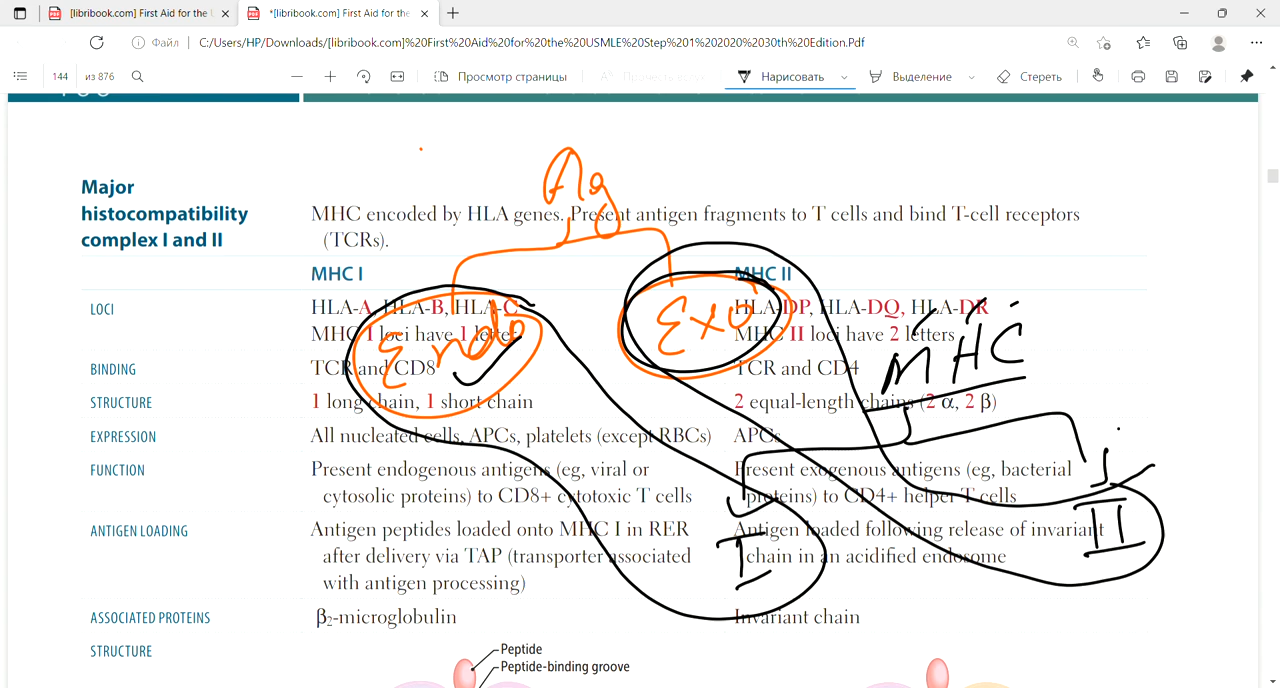 [libribook.com] First Aid for the U
*[libribook.com] First Aid for the
Файл
C:/Users/HP/Downloads/[libribook.com]%20First%20Aid%20for%20the%20USMLE%20Step%201%202020%2030th%20Edition.Pdf
144 из 876
Просмотр страницы
Нарисовать
Выделение
Стереть
Major
histocompatibility
complex I and II
MHC encoded by HLA genes. Present antigen fragments to T cells and bind T-cell receptors
(TCRs).
Ag
Endo
Exo
MHC
I
II
MHC I
MHC II
LOCI
HLA-A, HLA-B, HLA-C
MHC I loci have 1 letter
HLA-DP, HLA-DQ, HLA-DR
MHC II loci have 2 letters
BINDING
TCR and CD8
TCR and CD4
STRUCTURE
1 long chain, 1 short chain
2 equal-length chains (2 α, 2 β)
EXPRESSION
All nucleated cells, APCs, platelets (except RBCs)
APCs
FUNCTION
Present endogenous antigens (eg, viral or
cytosolic proteins) to CD8+ cytotoxic T cells
Present exogenous antigens (eg, bacterial
proteins) to CD4+ helper T cells
ANTIGEN LOADING
Antigen peptides loaded onto MHC I in RER
after delivery via TAP (transporter associated
with antigen processing)
Antigen loaded following release of invariant
chain in an acidified endosome
ASSOCIATED PROTEINS
β2-microglobulin
Invariant chain
STRUCTURE
Peptide
Peptide-binding groove